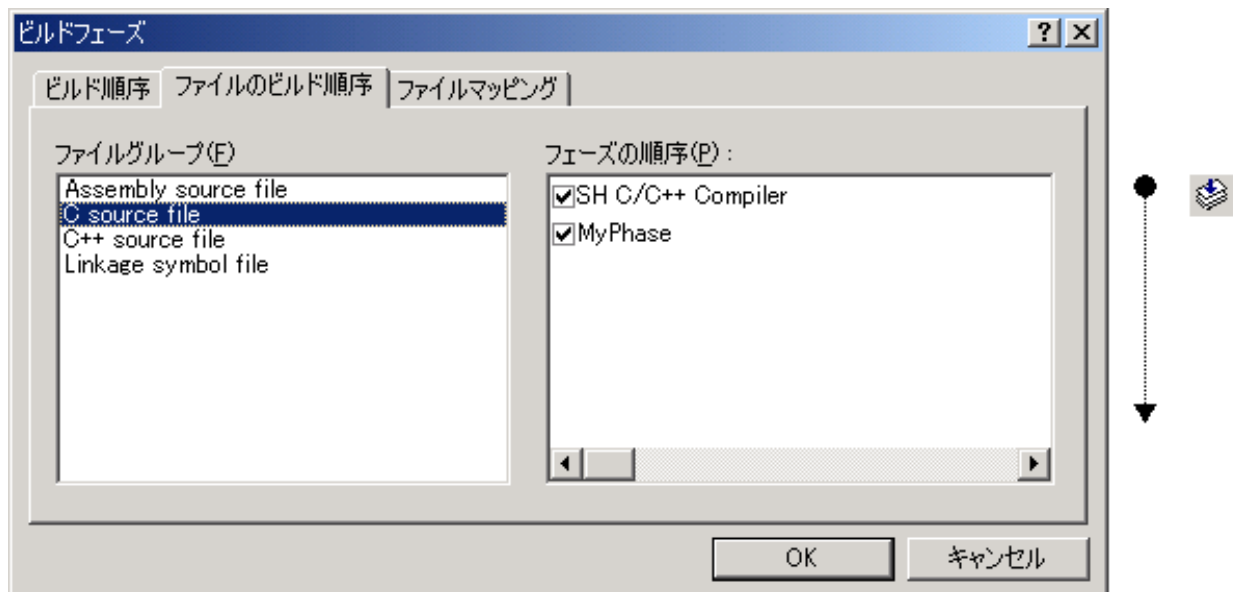 ビルドフェーズ
ビルド順序 ファイルのビルド順序 ファイルマッピング
ファイルグループ(F)
Assembly source file
C source file
C++ source file
Linkage symbol file
フェーズの順序(P) :
SH C/C++ Compiler
MyPhase
OK キャンセル